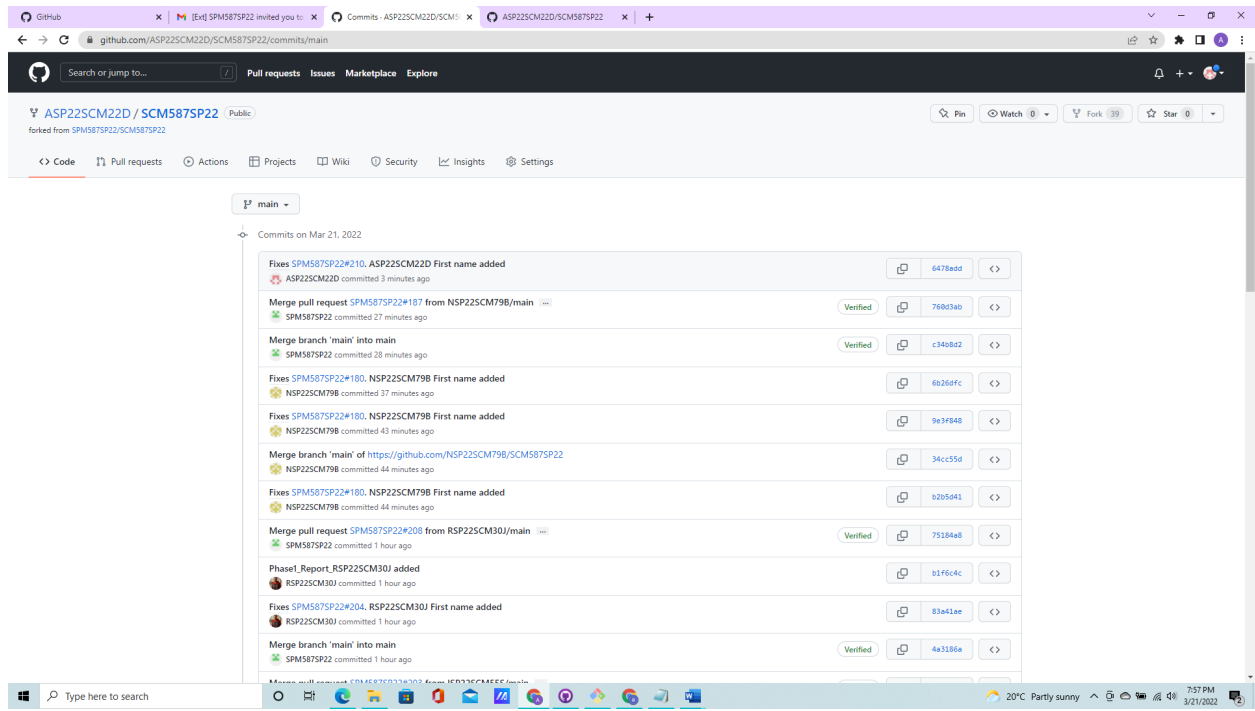 GitHub
[Ext] SPM587SP22 invited you to
Commits · ASP22SCM22D/SCM5
ASP22SCM22D/SCM587SP22
github.com/ASP22SCM22D/SCM587SP22/commits/main
A
Search or jump to...
/
Pull requests Issues Marketplace Explore
ASP22SCM22D / SCM587SP22 Public
forked from SPM587SP22/SCM587SP22
Pin
Watch 0
Fork 39
Star 0
Code Pull requests Actions Projects Wiki Security Insights Settings
main
Commits on Mar 21, 2022
Fixes SPM587SP22#210. ASP22SCM22D First name added
ASP22SCM22D committed 3 minutes ago
6478add
Merge pull request SPM587SP22#187 from NSP22SCM79B/main ...
SPM587SP22 committed 27 minutes ago
Verified 760d3ab
Merge branch 'main' into main
SPM587SP22 committed 28 minutes ago
Verified c34b8d2
Fixes SPM587SP22#180. NSP22SCM79B First name added
NSP22SCM79B committed 37 minutes ago
6b26dfc
Fixes SPM587SP22#180. NSP22SCM79B First name added
NSP22SCM79B committed 43 minutes ago
9e3f848
Merge branch 'main' of https://github.com/NSP22SCM79B/SCM587SP22
NSP22SCM79B committed 44 minutes ago
34cc55d
Fixes SPM587SP22#180. NSP22SCM79B First name added
NSP22SCM79B committed 44 minutes ago
b2b5d41
Merge pull request SPM587SP22#208 from RSP22SCM30J/main ...
SPM587SP22 committed 1 hour ago
Verified 75184a8
Phase1_Report_RSP22SCM30J added
RSP22SCM30J committed 1 hour ago
b1f6c4c
Fixes SPM587SP22#204. RSP22SCM30J First name added
RSP22SCM30J committed 1 hour ago
83a41ae
Merge branch 'main' into main
SPM587SP22 committed 1 hour ago
Verified 4a3186a
Merge pull request
Type here to search
20°C Partly sunny
7:57 PM
3/21/2022
2